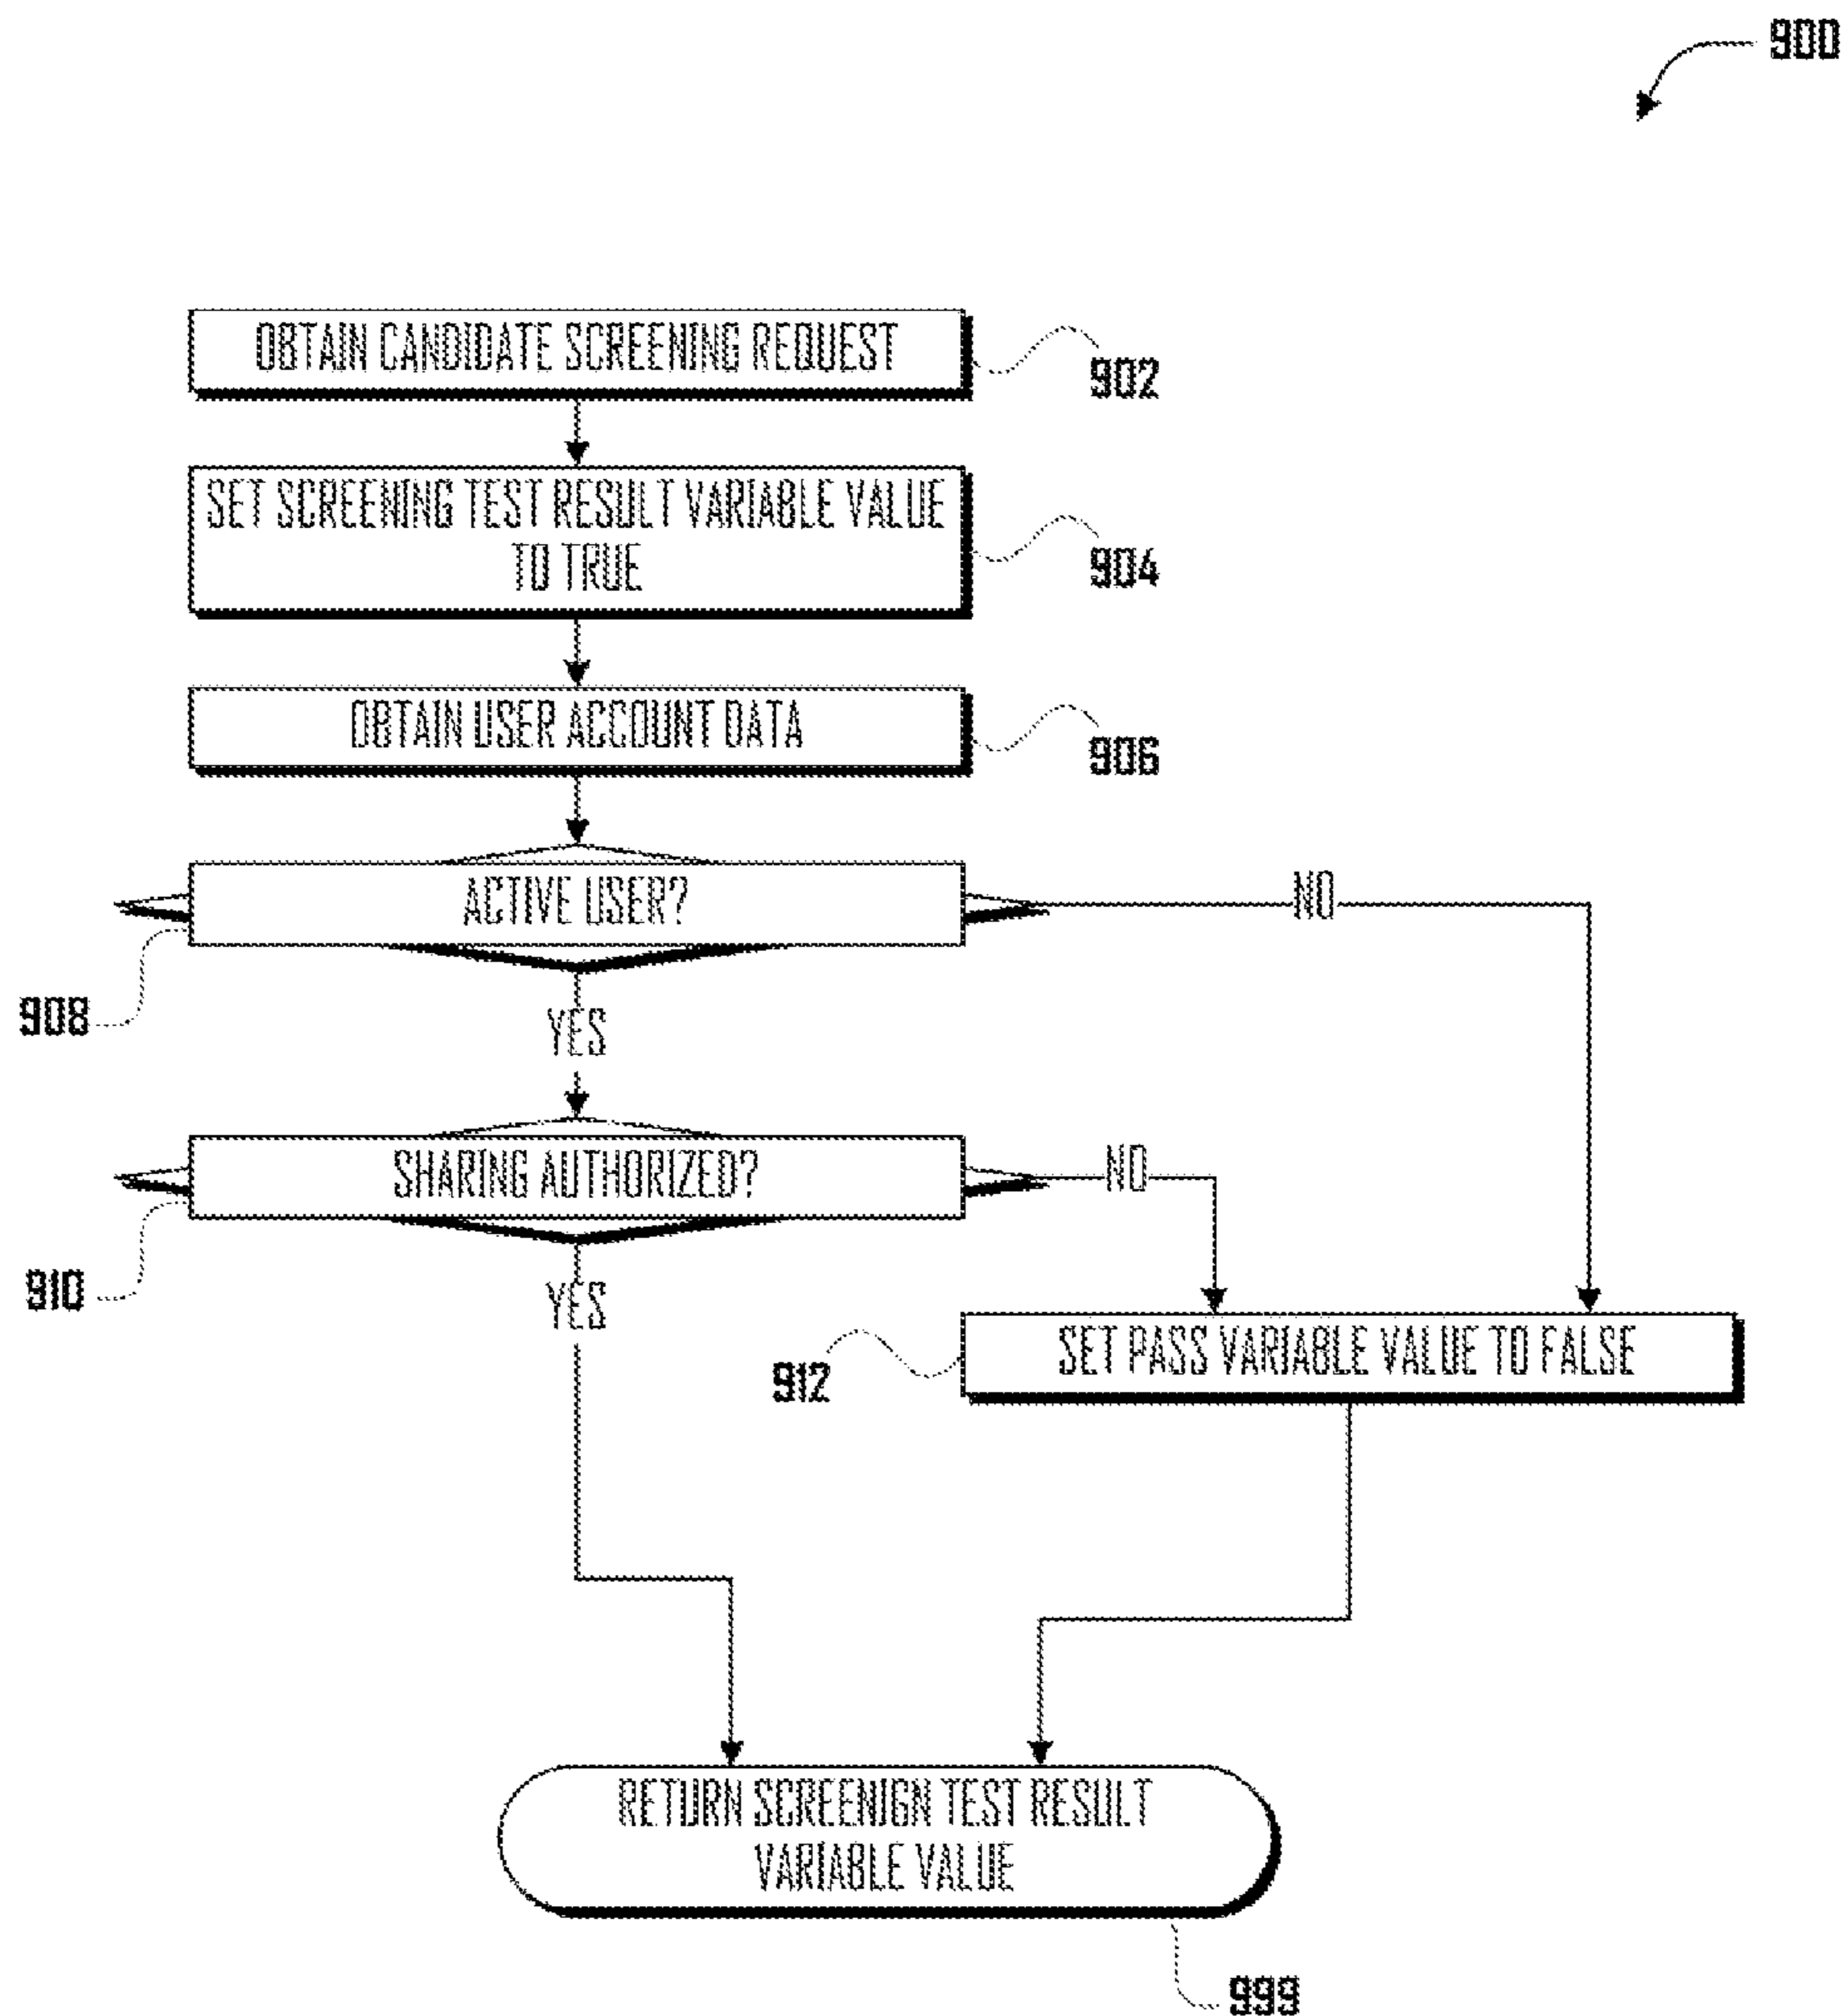 900
OBTAIN CANDIDATE SCREENING REQUEST
902
SET SCREENING TEST RESULT VARIABLE VALUE
TO TRUE
904
OBTAIN USER ACCOUNT DATA
906
ACTIVE USER?
NO
908
YES
SHARING AUTHORIZED?
NO
910
YES
SET PASS VARIABLE VALUE TO FALSE
912
RETURN SCREENIGN TEST RESULT
VARIABLE VALUE
999